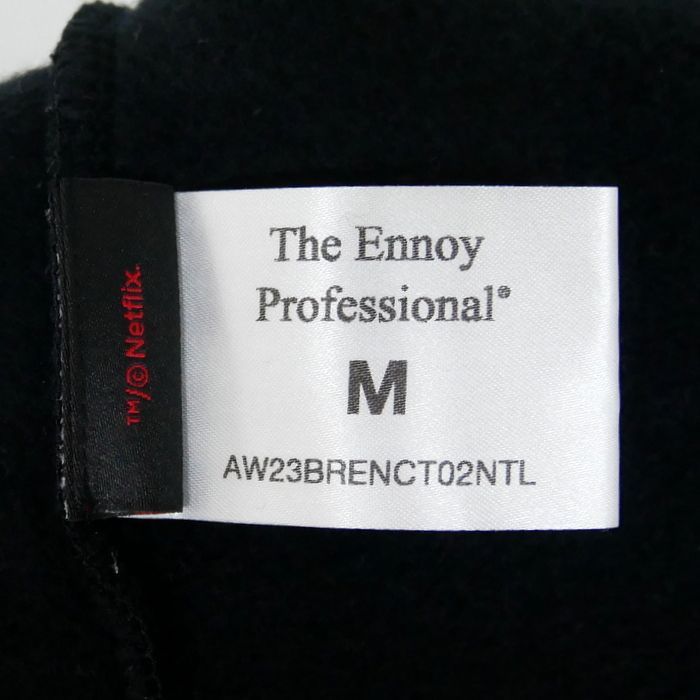 TM/© Netflix.
The Ennoy
Professional®
M
AW23BRENCT02NTL